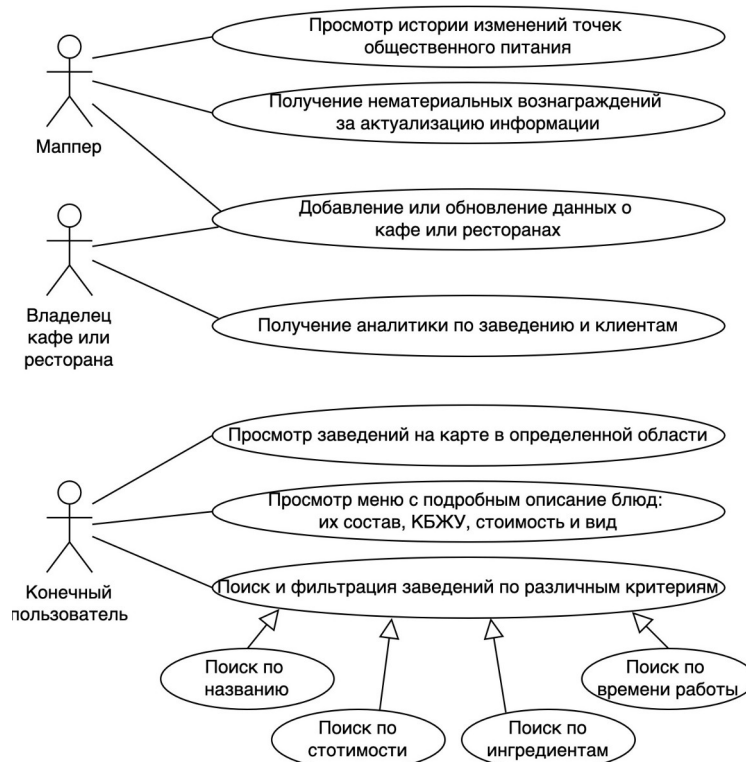 Просмотр истории изменений точек
общественного питания
Получение нематериальных вознаграждений
за актуализацию информации
Маппер
Добавление или обновление данных о
кафе или ресторанах
Владелец
кафе или
ресторана
Получение аналитики по заведению и клиентам
Просмотр заведений на карте в определенной области
Просмотр меню с подробным описание блюд:
их состав, КБЖУ, стоимость и вид
Конечный
пользователь
Поиск и фильтрация заведений по различным критериям
Поиск по
названию
Поиск по
стотимости
Поиск по
ингредиентам
Поиск по
времени работы